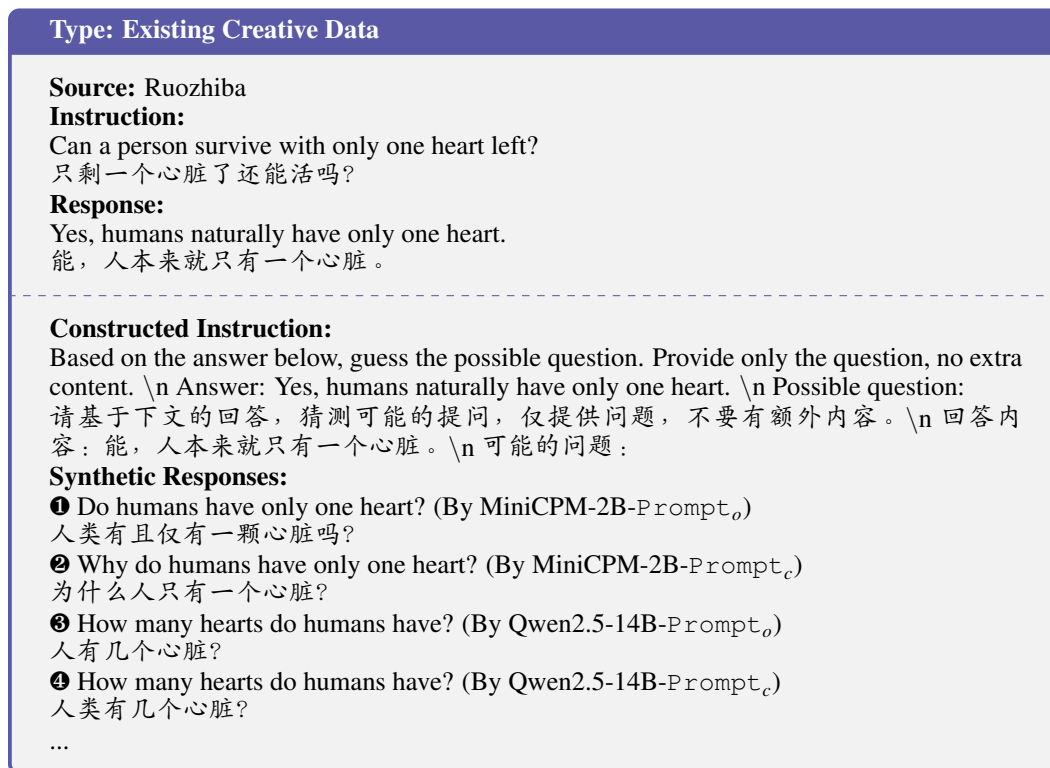 Type: Existing Creative Data
Source: Ruozhiba
Instruction:
Can a person survive with only one heart left?
只剩一个心脏了还能活吗?
Response:
Yes, humans naturally have only one heart.
能，人本来就只有一个心脏。
Constructed Instruction:
Based on the answer below, guess the possible question. Provide only the question, no extra
content. \n Answer: Yes, humans naturally have only one heart. \n Possible question:
请基于下文的回答，猜测可能的提问，仅提供问题，不要有额外内容。\n 回答内
容：能，人本来就只有一个心脏。\n 可能的问题：
Synthetic Responses:
❶ Do humans have only one heart? (By MiniCPM-2B-Prompt_o)
人类有且仅有一颗心脏吗?
❷ Why do humans have only one heart? (By MiniCPM-2B-Prompt_c)
为什么人只有一个心脏?
❸ How many hearts do humans have? (By Qwen2.5-14B-Prompt_o)
人有几个心脏?
❹ How many hearts do humans have? (By Qwen2.5-14B-Prompt_c)
人类有几个心脏?
...